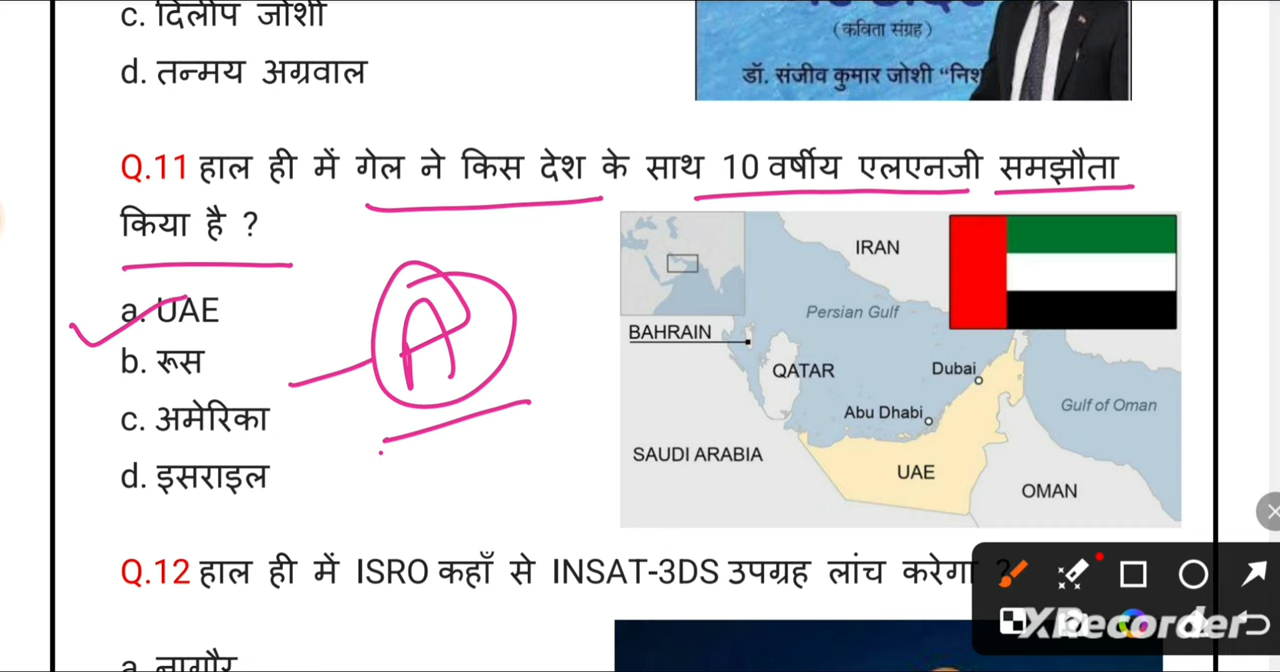 c. दिलीप जोशी
d. तन्मय अग्रवाल
(कविता संग्रह)
डॉ. संजीव कुमार जोशी “निश
Q.11 हाल ही में गेल ने किस देश के साथ 10 वर्षीय एलएनजी समझौता
किया है ?
a. UAE
b. रूस
c. अमेरिका
d. इसराइल
A
IRAN
Persian Gulf
BAHRAIN
QATAR
Dubai
Abu Dhabi
Gulf of Oman
SAUDI ARABIA
UAE
OMAN
Q.12 हाल ही में ISRO कहाँ से INSAT-3DS उपग्रह लांच करेगा ?
a. नागौर
XRecorder